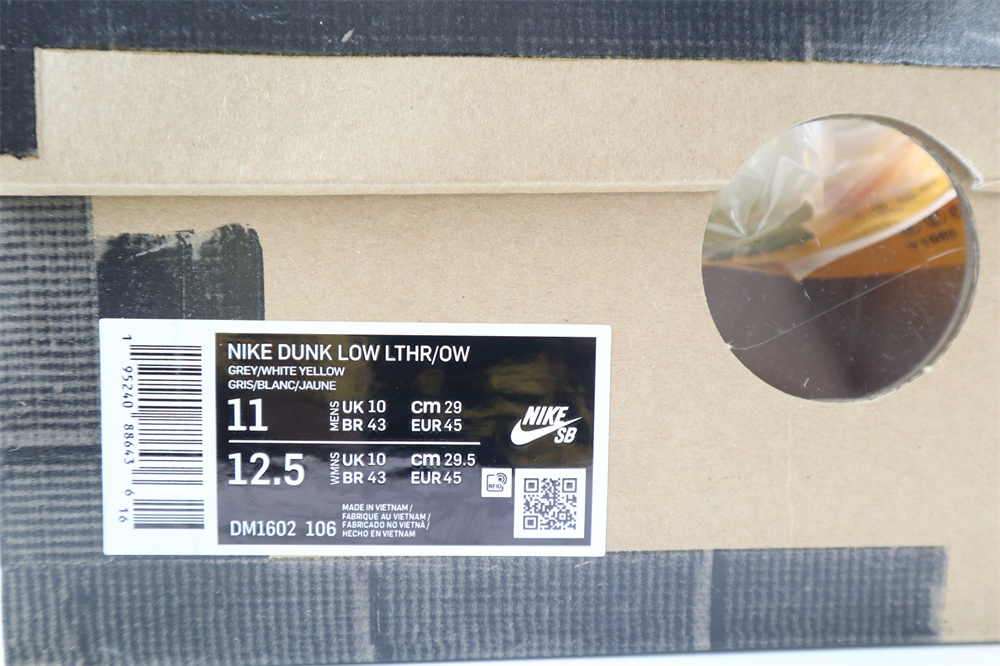 NIKE DUNK LOW LTHR/OW
GREY/WHITE YELLOW
GRIS/BLANC/JAUNE
11 MENS UK 10 cm 29
BR 43 EUR 45
12.5 WMNS UK 10 cm 29.5
BR 43 EUR 45
NIKE
SB
RFID
DM1602 106
MADE IN VIETNAM /
FABRIQUE AU VIETNAM /
FABRICADO NO VIETNÃ /
HECHO EN VIETNAM
1 95240 88643 6 16